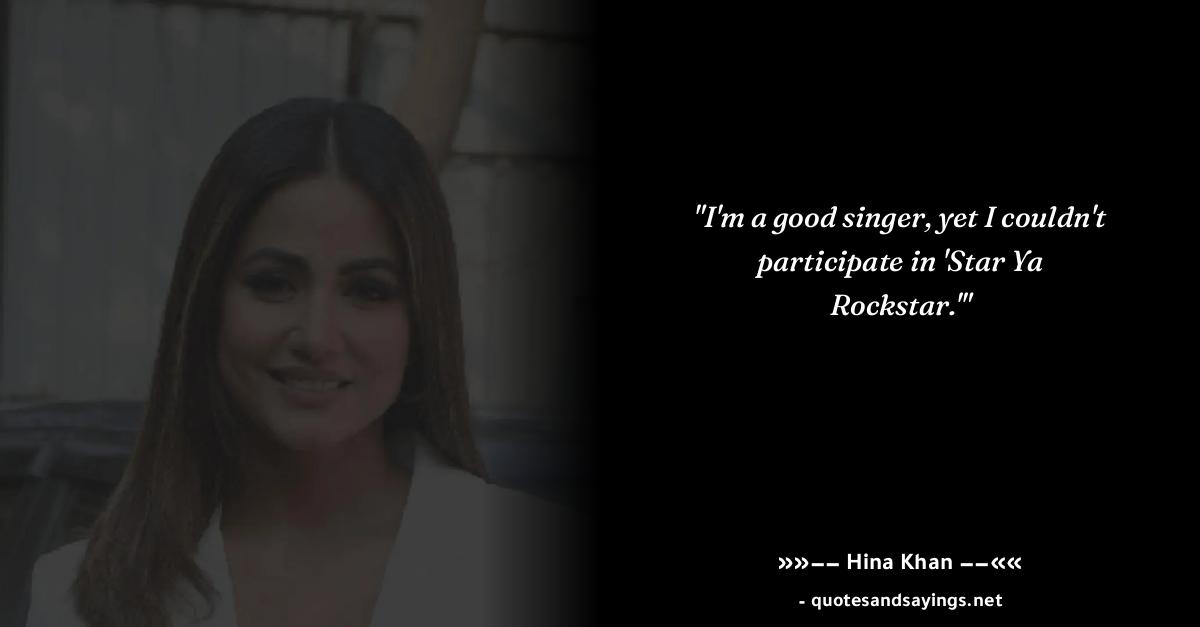 "I'm a good singer, yet I couldn't
participate in 'Star Ya
Rockstar.'"
»»−− Hina Khan −−««
- quotesandsayings.net